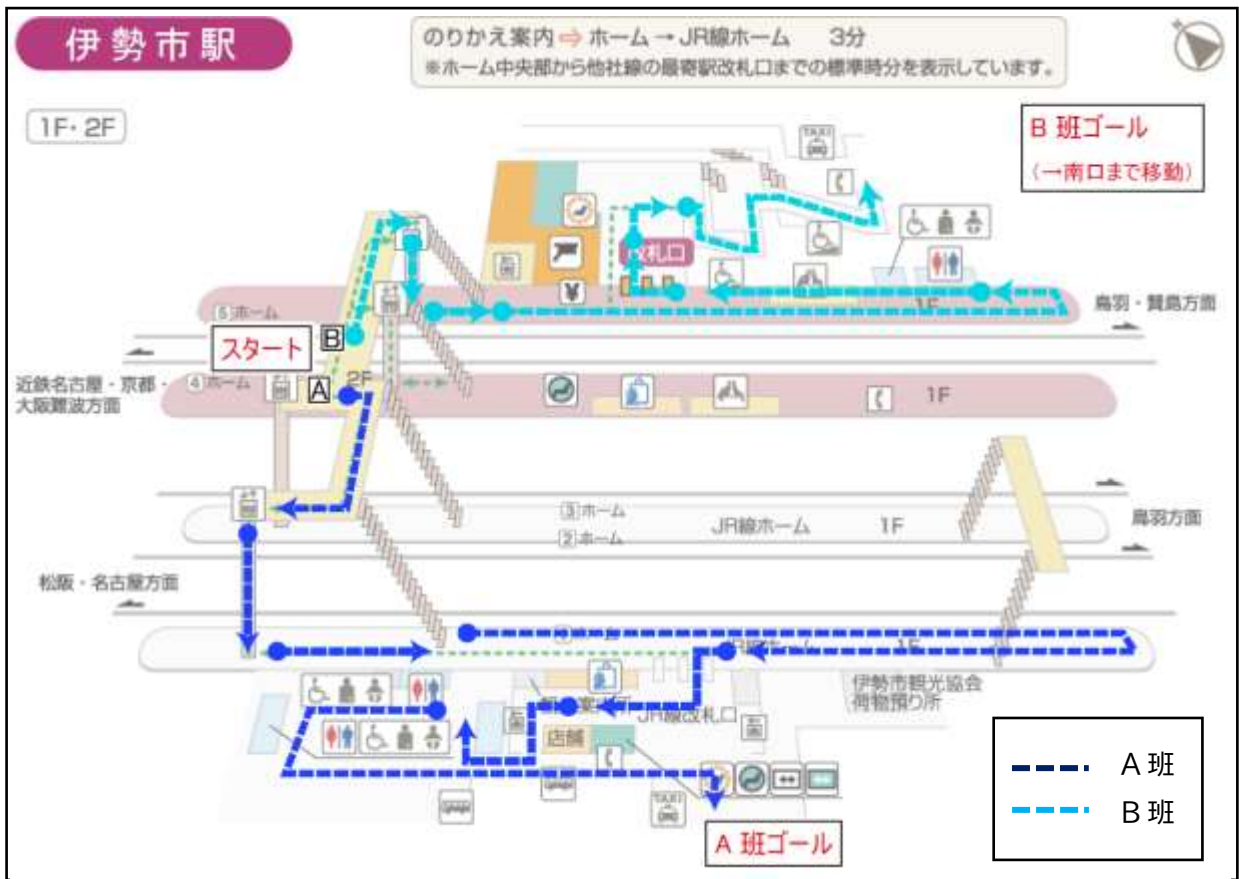 伊勢市駅
のりかえ案内⇨ホーム→JR線ホーム 3分
※ホーム中央部から他社線の最寄駅改札口までの標準時分を表示しています。
1F・2F
B 班ゴール
(→南口まで移動)
TAXI
改札口
¥
1F
鳥羽・賢島方面
5 ホーム
B
スタート
近鉄名古屋・京都・
大阪難波方面
4 ホーム
A
2F
1F
3 ホーム
2 ホーム
JR線ホーム
1F
鳥羽方面
松阪・名古屋方面
JR線ホーム
1F
伊勢市観光協会
荷物預り所
JR線改札口
店舗
TAXI
A 班ゴール
A 班
B 班